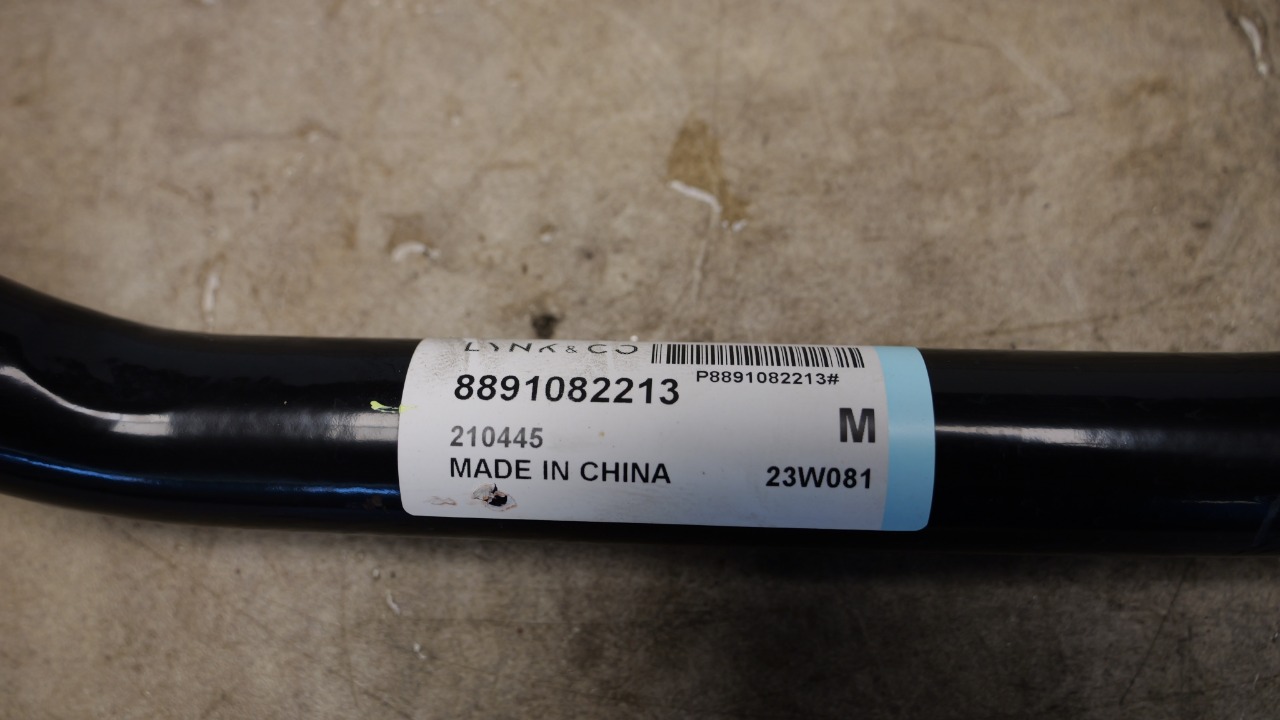 LYNK & CO
P8891082213#
8891082213
210445
M
MADE IN CHINA
23W081